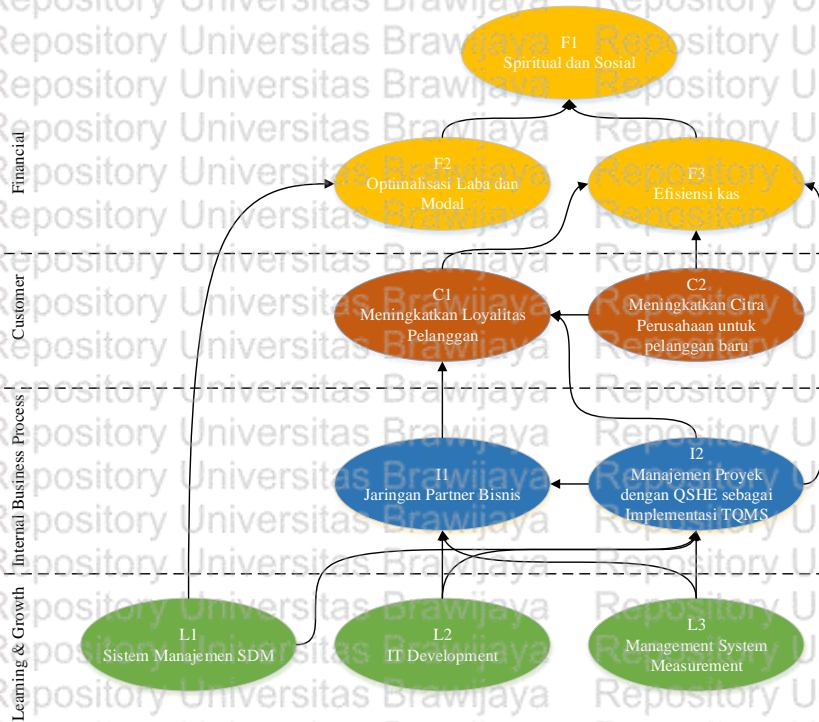 Repository Universitas Brawijaya
Financial
F1
Spiritual dan Sosial
F2
Optimalisasi Laba dan
Modal
F3
Efisiensi kas
Customer
C1
Meningkatkan Loyalitas
Pelanggan
C2
Meningkatkan Citra
Perusahaan untuk
pelanggan baru
Internal Business Process
I1
Jaringan Partner Bisnis
I2
Manajemen Proyek
dengan QSHE sebagai
Implementasi TQMS
Learning & Growth
L1
Sistem Manajemen SDM
L2
IT Development
L3
Management System
Measurement